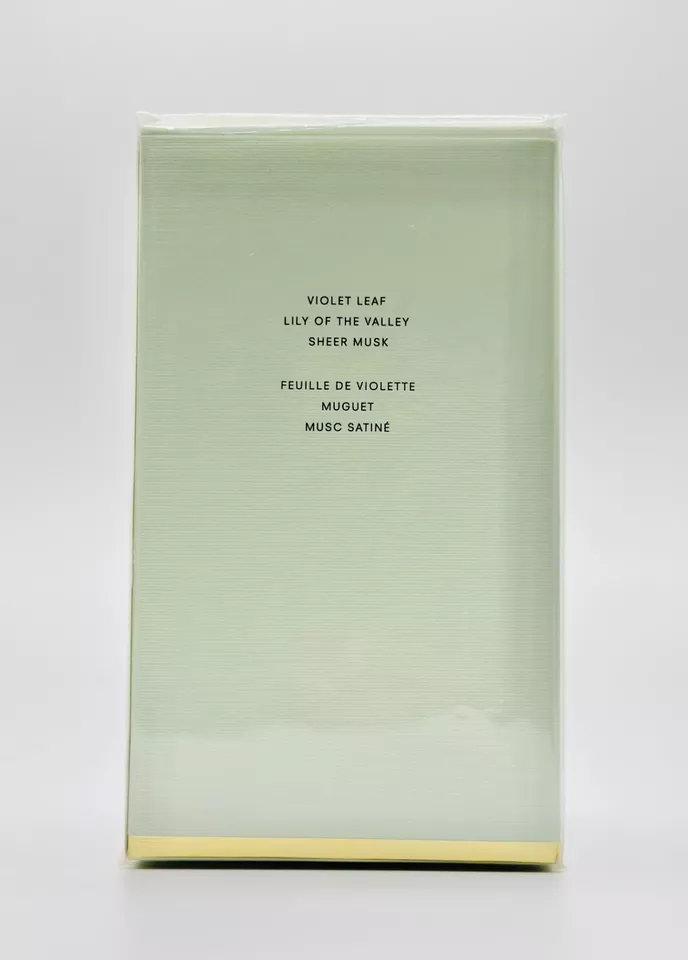 VIOLET LEAF
LILY OF THE VALLEY
SHEER MUSK
FEUILLE DE VIOLETTE
MUGUET
MUSC SATINÉ